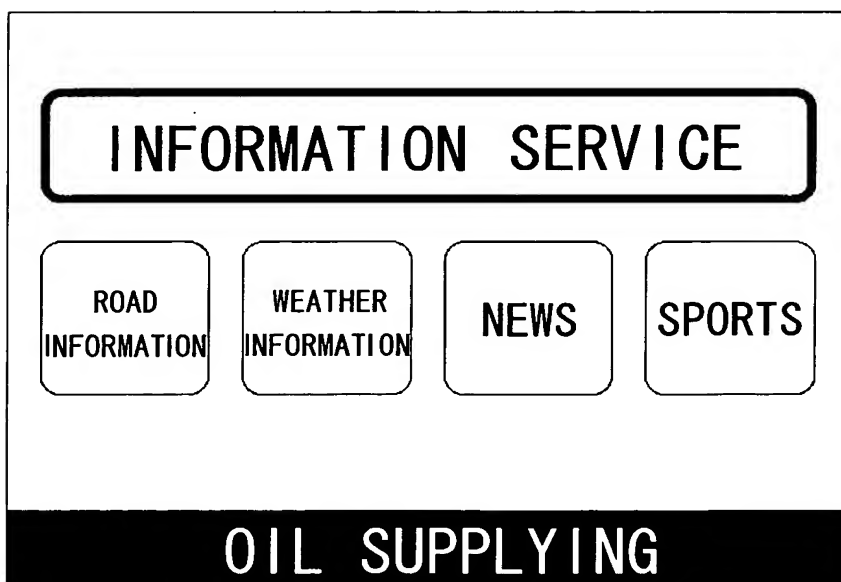 INFORMATION SERVICE
ROAD
INFORMATION
WEATHER
INFORMATION
NEWS
SPORTS
OIL SUPPLYING